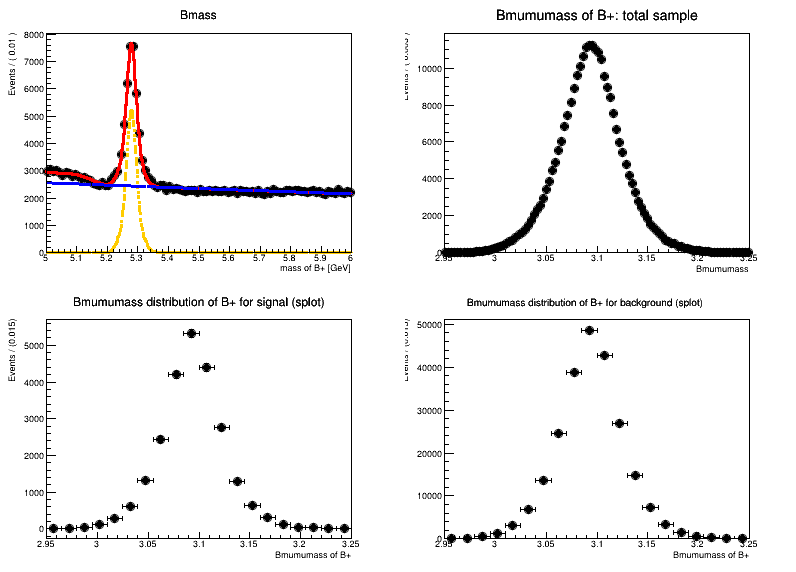 Bmass
Events / ( 0.01 )
8000
7000
6000
5000
4000
3000
2000
1000
0
5 5.1 5.2 5.3 5.4 5.5 5.6 5.7 5.8 5.9 6
mass of B+ [GeV]
Bmumumass of B+: total sample
Events /
10000
8000
6000
4000
2000
0
2.95 3 3.05 3.1 3.15 3.2 3.25
Bmumumass
Bmumumass distribution of B+ for signal (splot)
Events / (0.015)
5000
4000
3000
2000
1000
0
2.95 3 3.05 3.1 3.15 3.2 3.25
Bmumumass of B+
Bmumumass distribution of B+ for background (splot)
Events / (0.015)
50000
40000
30000
20000
10000
0
2.95 3 3.05 3.1 3.15 3.2 3.25
Bmumumass of B+